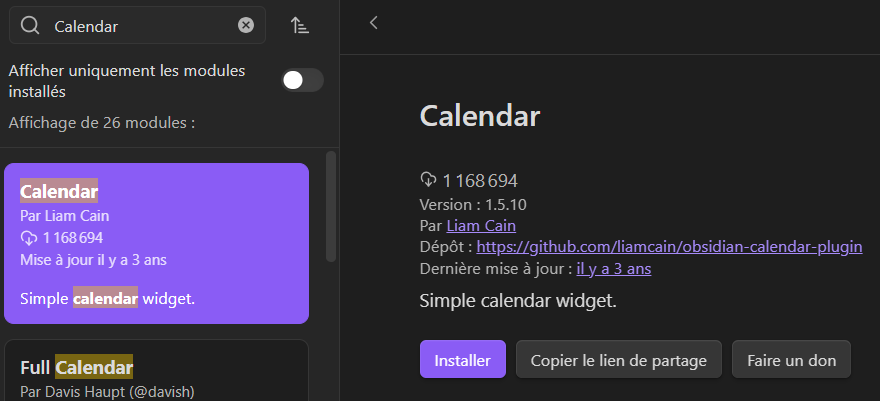 Calendar
Afficher uniquement les modules
installés
Affichage de 26 modules :
Calendar
Par Liam Cain
1 168 694
Mise à jour il y a 3 ans
Simple calendar widget.
Full Calendar
Par Davis Haupt (@davish)
Calendar
1 168 694
Version : 1.5.10
Par Liam Cain
Dépôt : https://github.com/liamcain/obsidian-calendar-plugin
Dernière mise à jour : il y a 3 ans
Simple calendar widget.
Installer
Copier le lien de partage
Faire un don